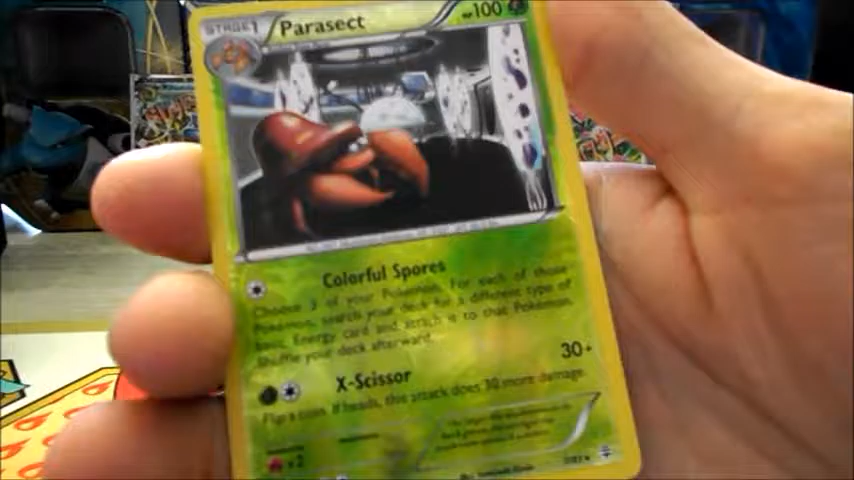 STAGE1 Parasect HP100
Colorful Spores
Choose 3 of your Pokémon. For each of those
Pokémon, search your deck for a different type of
basic Energy card and attach it to that Pokémon.
Shuffle your deck afterward.
X-Scissor 30+
Flip a coin. If heads, this attack does 30 more damage.
×2